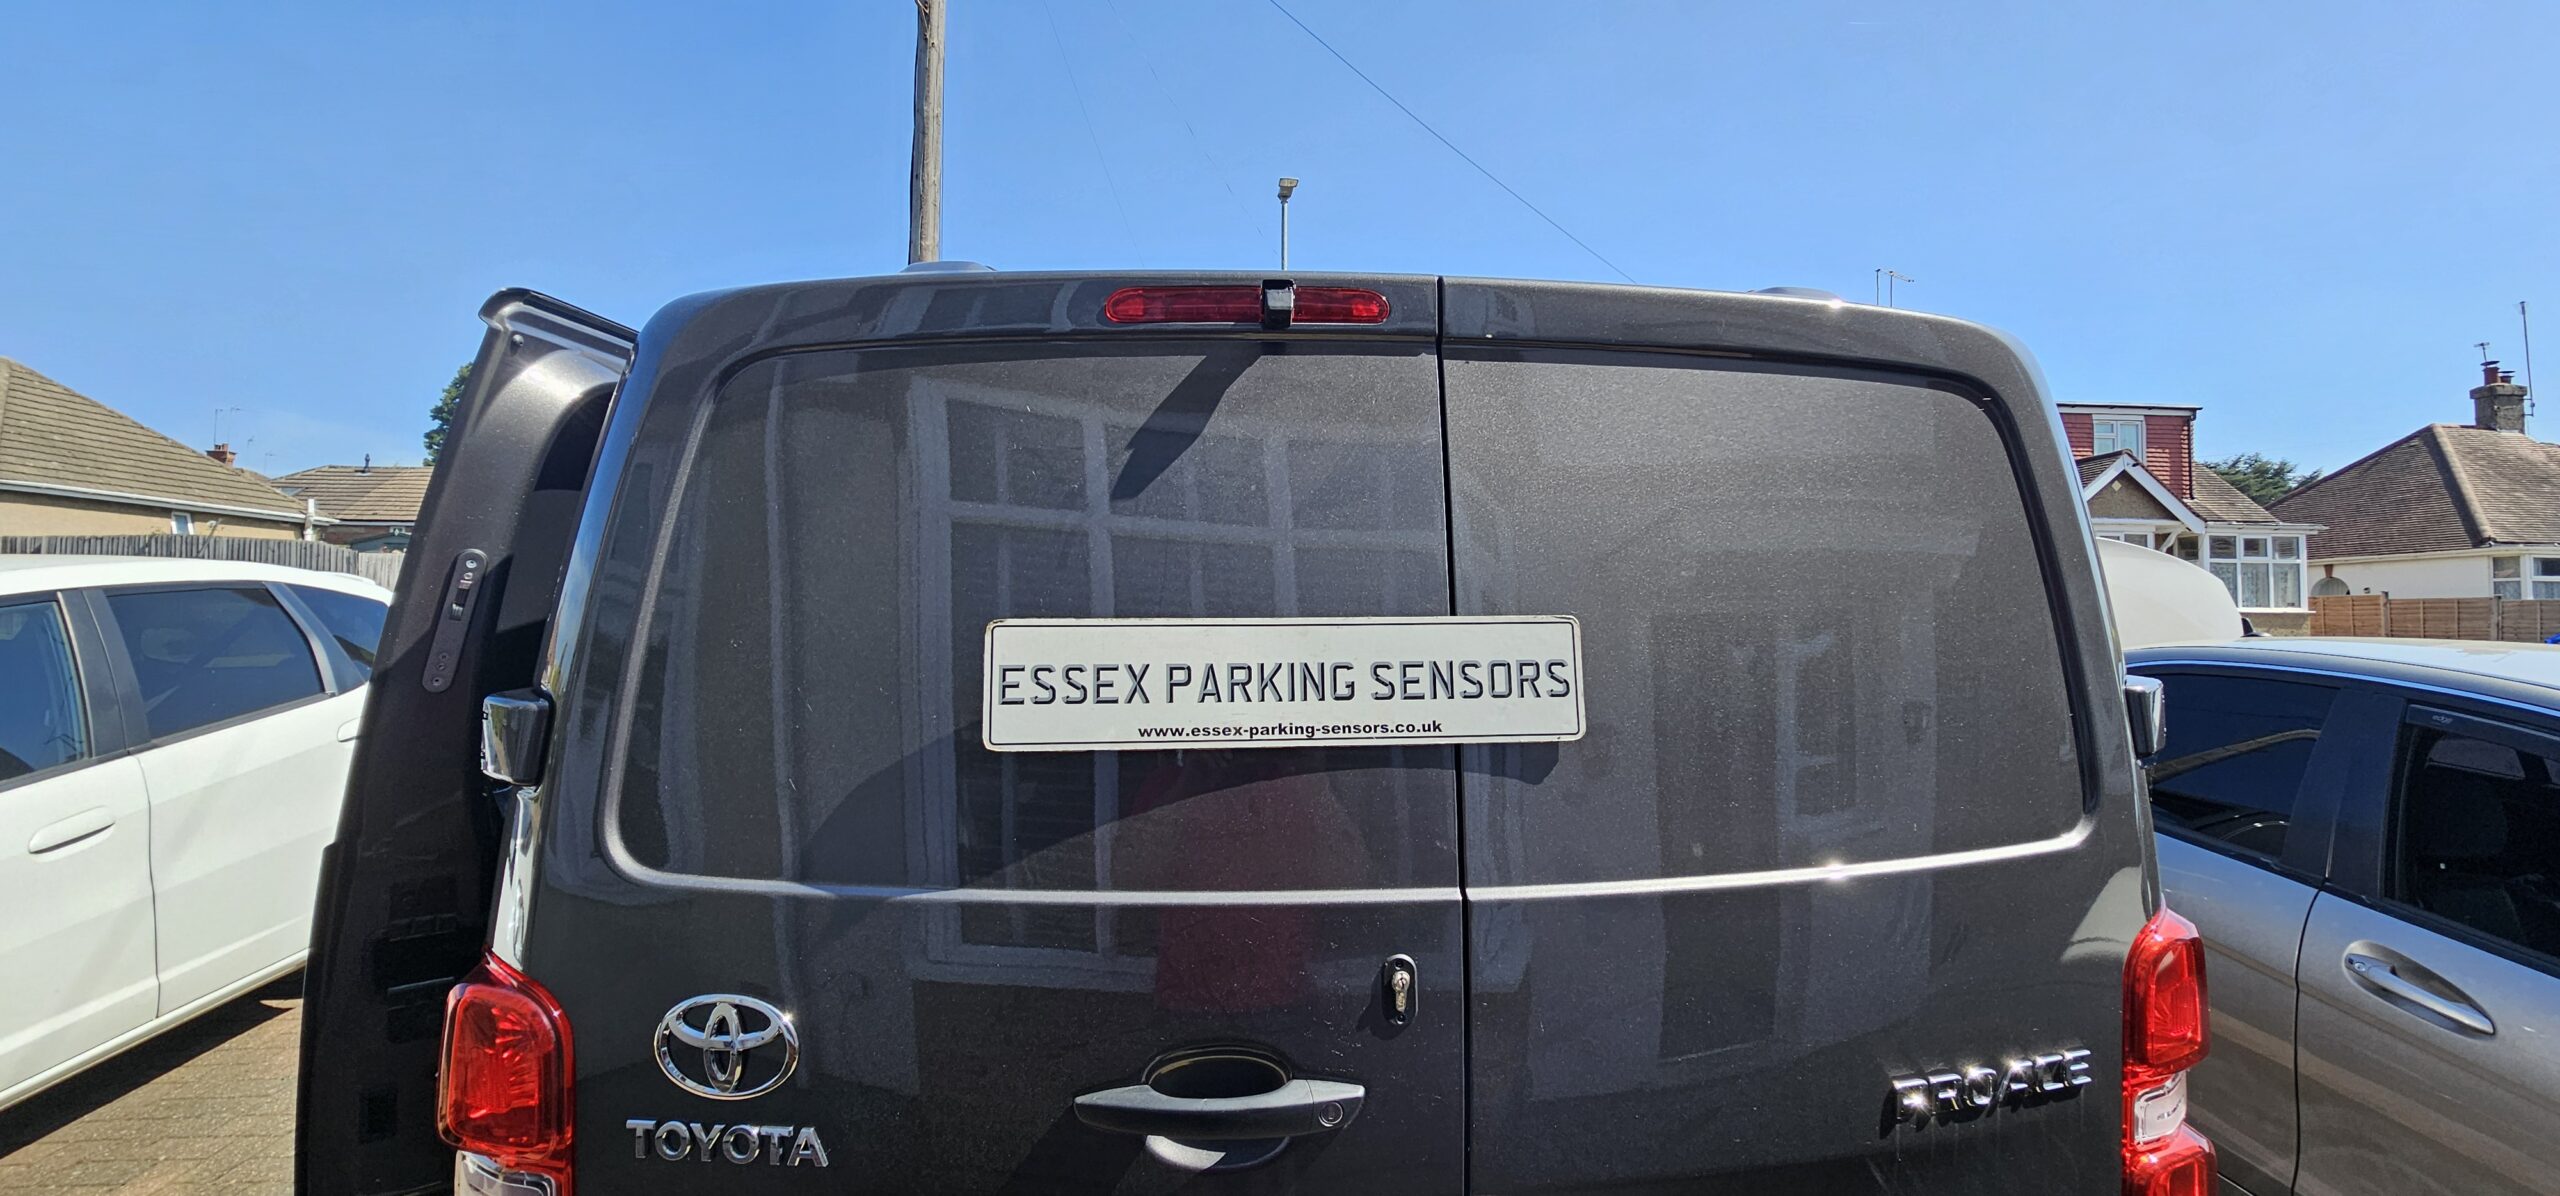 ESSEX PARKING SENSORS
www.essex-parking-sensors.co.uk
TOYOTA
PROACE